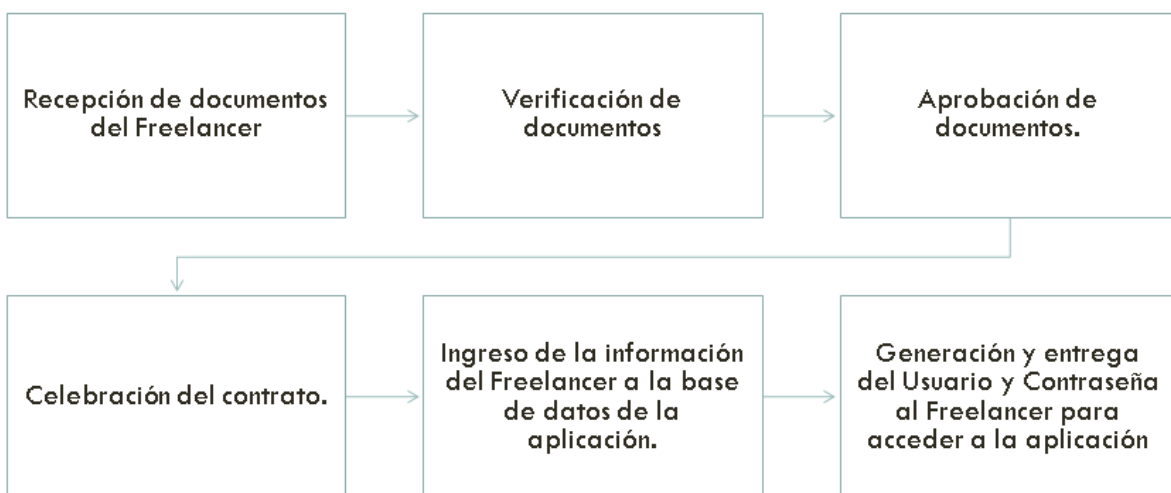 Recepción de documentos
del Freelancer
Verificación de
documentos
Aprobación de
documentos.
Celebración del contrato.
Ingreso de la información
del Freelancer a la base
de datos de la
aplicación.
Generación y entrega
del Usuario y Contraseña
al Freelancer para
acceder a la aplicación